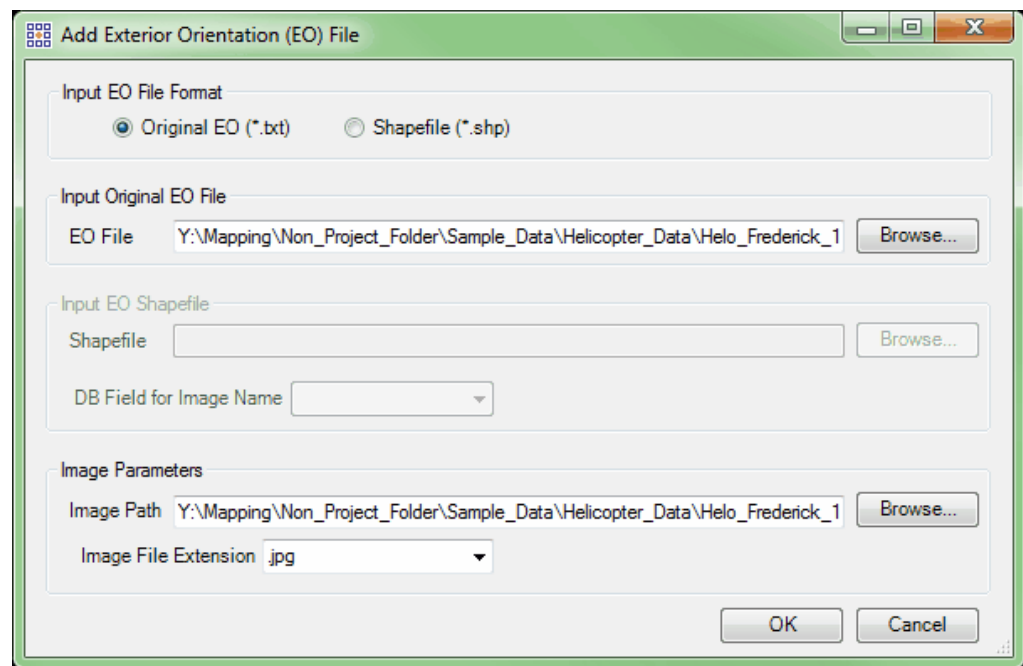 Add Exterior Orientation (EO) File
Input EO File Format
Original EO (*.txt) Shapefile (*.shp)
Input Original EO File
EO File Y:\Mapping\Non_Project_Folder\Sample_Data\Helicopter_Data\Helo_Frederick_1 Browse...
Input EO Shapefile
Shapefile Browse...
DB Field for Image Name
Image Parameters
Image Path Y:\Mapping\Non_Project_Folder\Sample_Data\Helicopter_Data\Helo_Frederick_1 Browse...
Image File Extension .jpg
OK Cancel